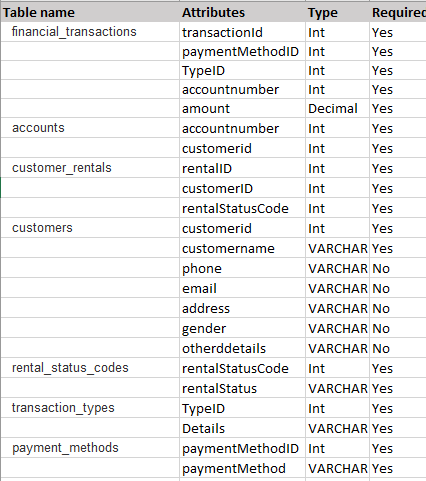 Table name Attributes Type Required
financial_transactions transactionId Int Yes
paymentMethodID Int Yes
TypeID Int Yes
accountnumber Int Yes
amount Decimal Yes
accounts accountnumber Int Yes
customerid Int Yes
customer_rentals rentalID Int Yes
customerID Int Yes
rentalStatusCode Int Yes
customers customerid Int Yes
customername VARCHAR Yes
phone VARCHAR No
email VARCHAR No
address VARCHAR No
gender VARCHAR No
otherddetails VARCHAR No
rental_status_codes rentalStatusCode Int Yes
rentalStatus VARCHAR Yes
transaction_types TypeID Int Yes
Details VARCHAR Yes
payment_methods paymentMethodID Int Yes
paymentMethod VARCHAR Yes